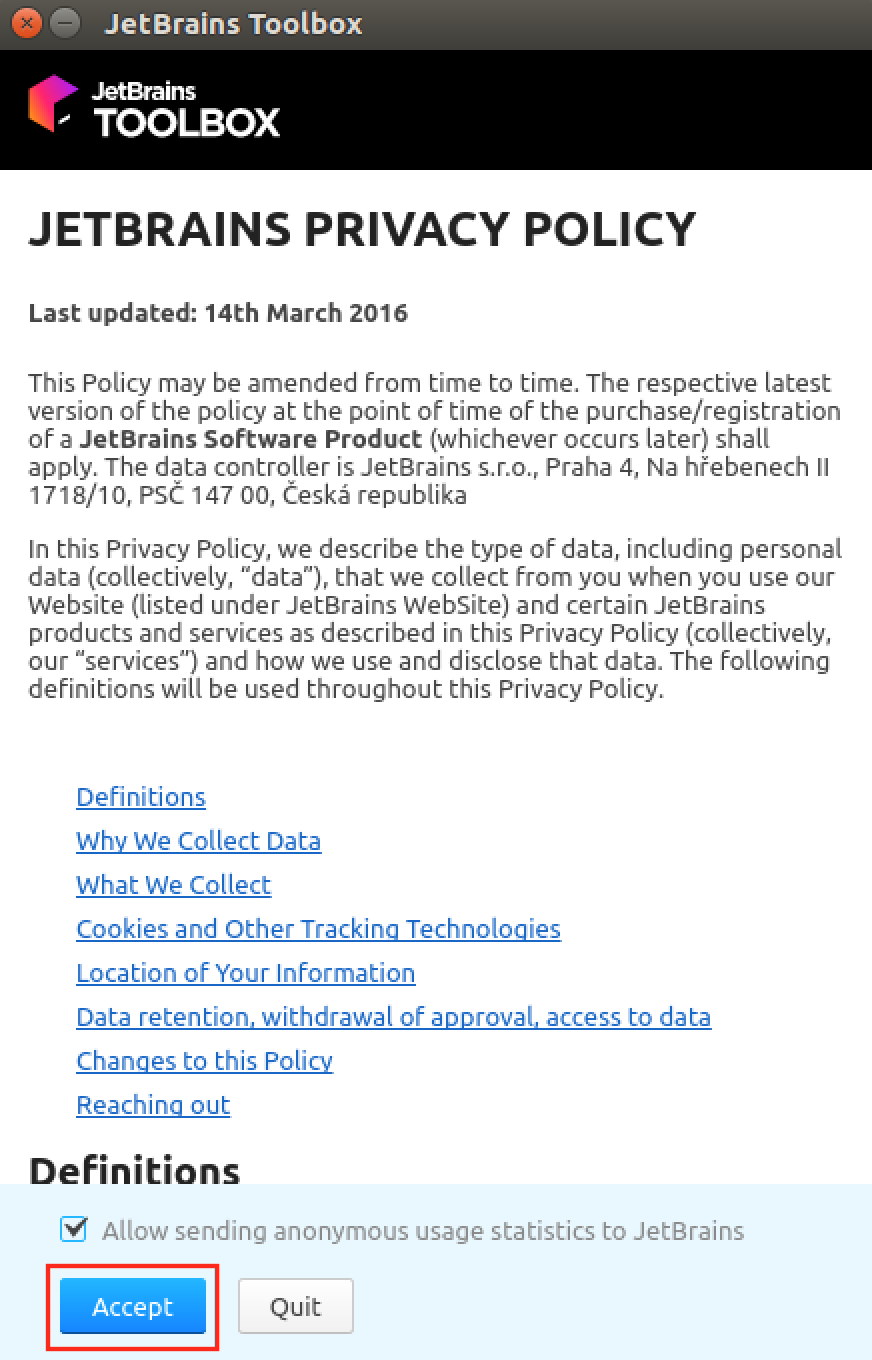 JetBrains Toolbox
JetBrains
TOOLBOX
JETBRAINS PRIVACY POLICY
Last updated: 14th March 2016
This Policy may be amended from time to time. The respective latest
version of the policy at the point of time of the purchase/registration
of a JetBrains Software Product (whichever occurs later) shall
apply. The data controller is JetBrains s.r.o., Praha 4, Na hřebenech II
1718/10, PSČ 147 00, Česká republika
In this Privacy Policy, we describe the type of data, including personal
data (collectively, “data”), that we collect from you when you use our
Website (listed under JetBrains WebSite) and certain JetBrains
products and services as described in this Privacy Policy (collectively,
our “services”) and how we use and disclose that data. The following
definitions will be used throughout this Privacy Policy.
Definitions
Why We Collect Data
What We Collect
Cookies and Other Tracking Technologies
Location of Your Information
Data retention, withdrawal of approval, access to data
Changes to this Policy
Reaching out
Definitions
Allow sending anonymous usage statistics to JetBrains
Accept Quit